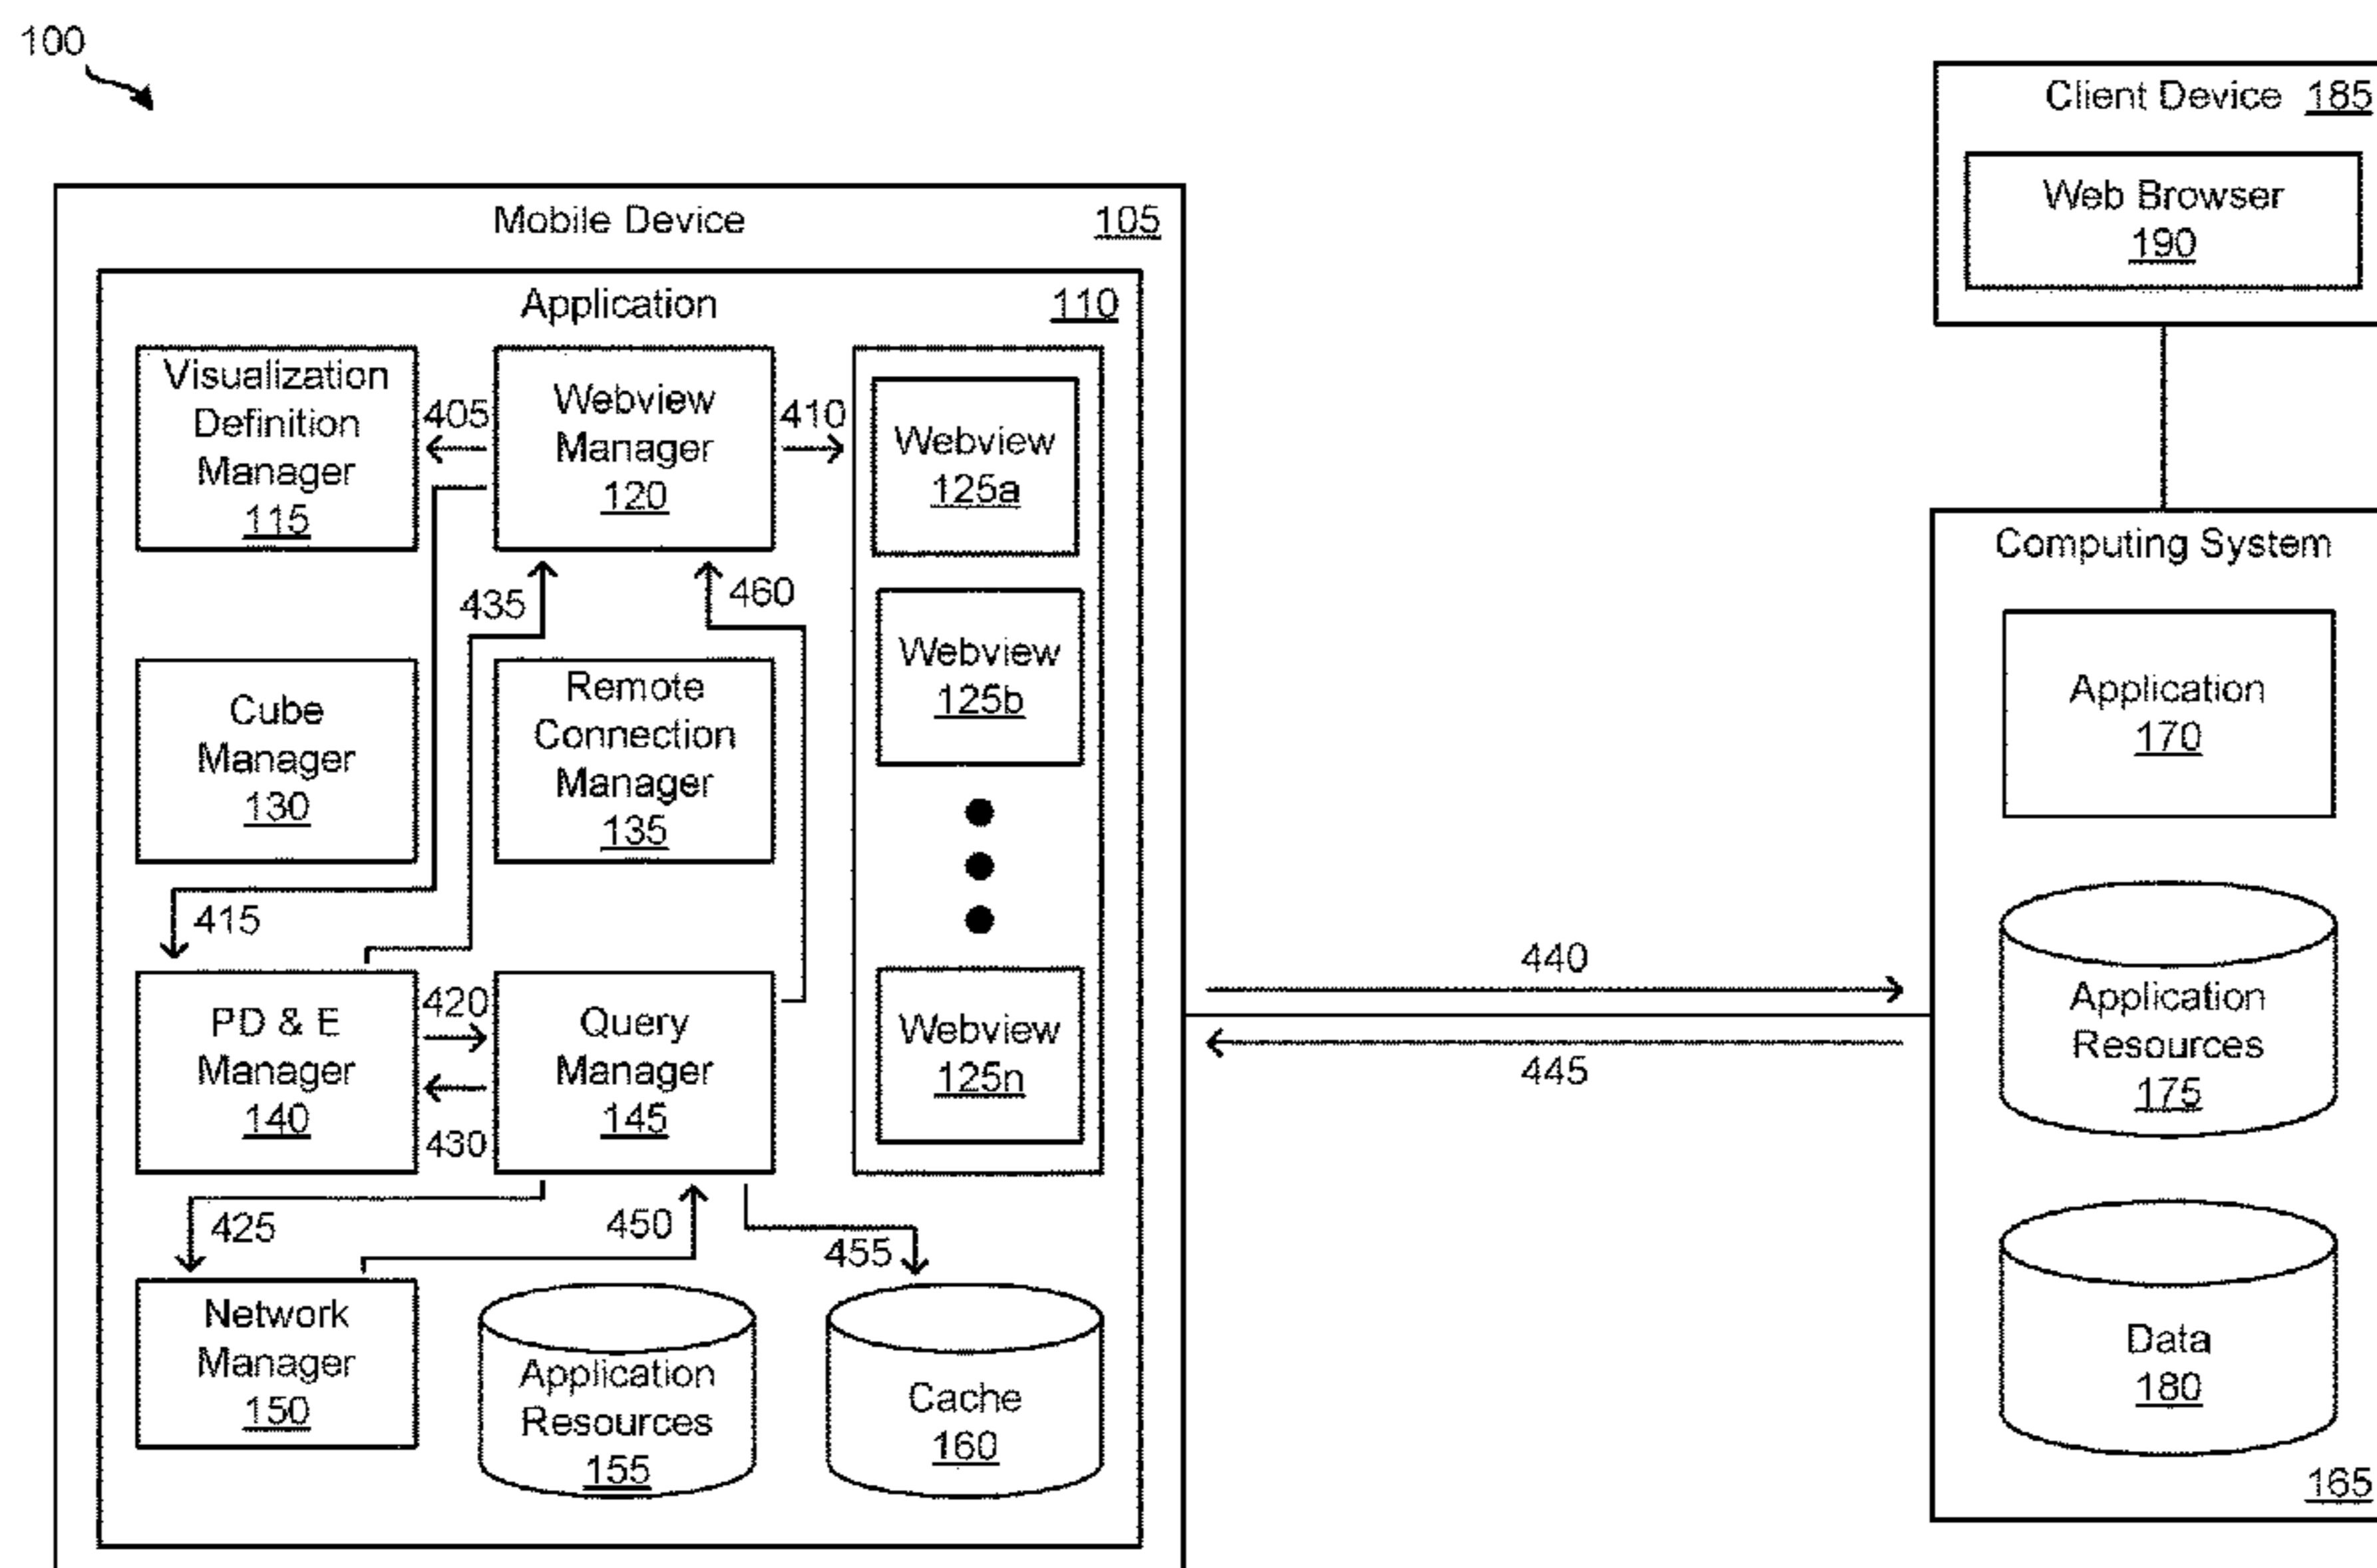 100
Client Device 185
Web Browser
190
Mobile Device 105
Application 110
Visualization
Definition
Manager
115
405
Webview
Manager
120
410
Webview
125a
435
460
Webview
125b
Cube
Manager
130
Remote
Connection
Manager
135
415
PD & E
Manager
140
420
430
Query
Manager
145
Webview
125n
425
450
455
Network
Manager
150
Application
Resources
155
Cache
160
440
445
Computing System
Application
170
Application
Resources
175
Data
180
165